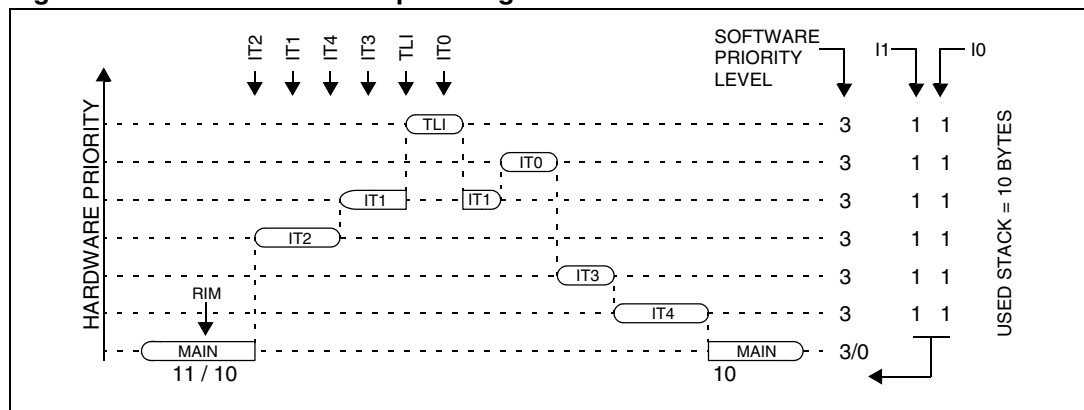 IT2
IT1
IT4
IT3
TLI
IT0
SOFTWARE
PRIORITY
LEVEL
I1
I0
HARDWARE PRIORITY
TLI
3
1 1
IT0
3
1 1
IT1
IT1
3
1 1
IT2
3
1 1
IT3
3
1 1
RIM
IT4
3
1 1
MAIN
MAIN
3/0
11 / 10
10
USED STACK = 10 BYTES